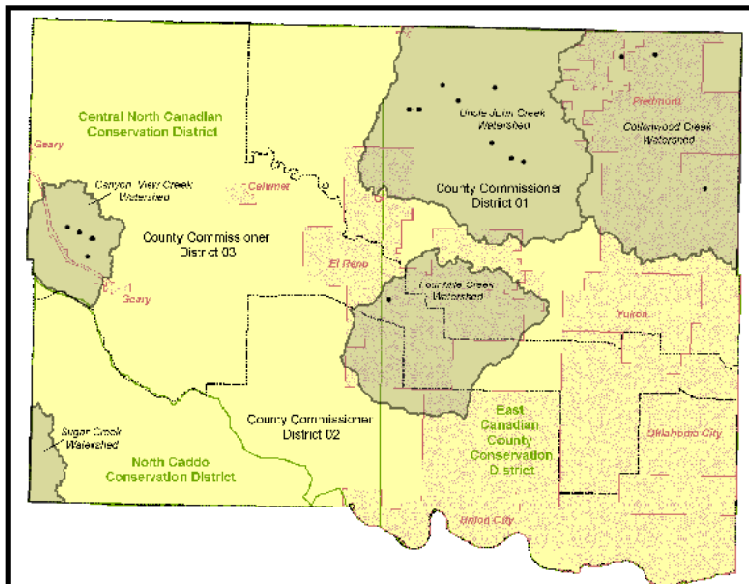 Central North Canadian
Conservation District
Geary
Canyon View Creek
Watershed
Calumet
County Commissioner
District 03
Geary
El Reno
Uncle John Creek
Watershed
County Commissioner
District 01
Piedmont
Cottonwood Creek
Watershed
Four Mile Creek
Watershed
Yukon
Sugar Creek
Watershed
North Caddo
Conservation District
County Commissioner
District 02
East
Canadian
County
Conservation
District
Oklahoma City
Union City